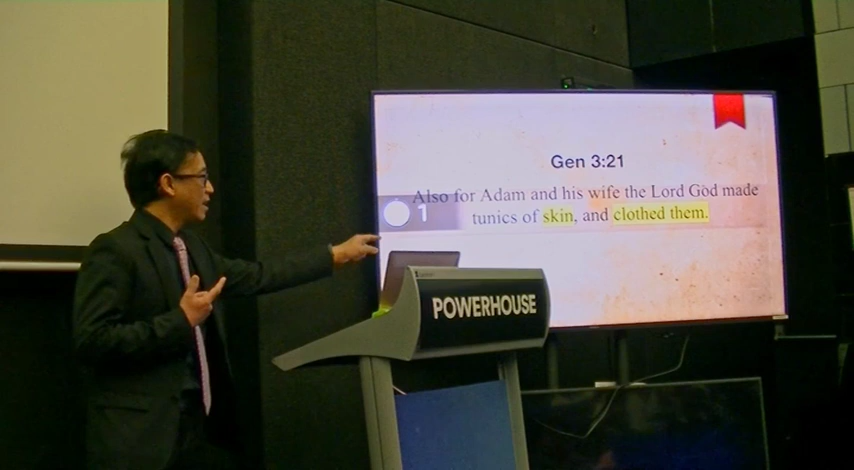 Gen 3:21
Also for Adam and his wife the Lord God made
1
tunics of skin, and clothed them.
POWERHOUSE